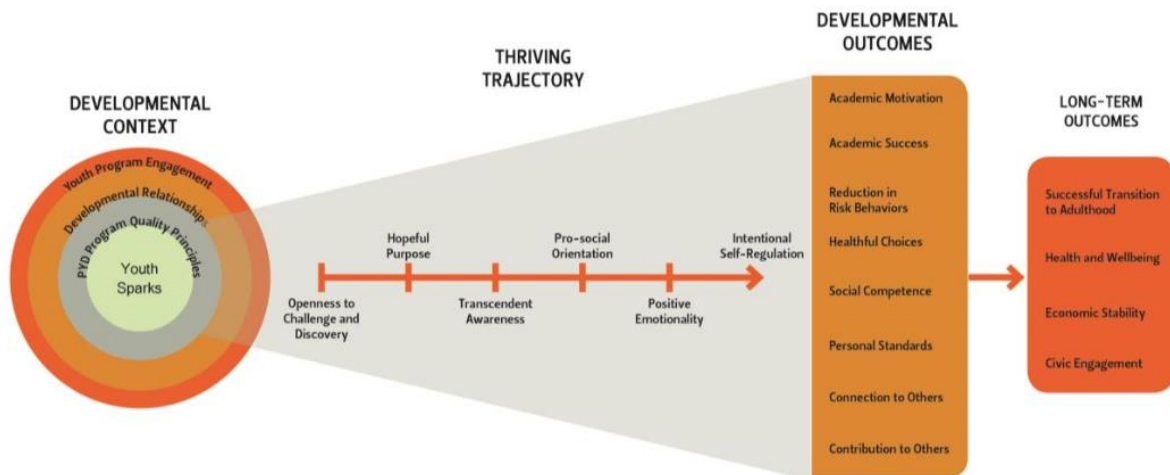 DEVELOPMENTAL
CONTEXT
Youth Program Engagement
Developmental Relationships
PYD Program Quality Principles
Youth
Sparks
THRIVING
TRAJECTORY
Hopeful
Purpose
Pro-social
Orientation
Intentional
Self-Regulation
Openness to
Challenge and
Discovery
Transcendent
Awareness
Positive
Emotionality
DEVELOPMENTAL
OUTCOMES
Academic Motivation
Academic Success
Reduction in
Risk Behaviors
Healthful Choices
Social Competence
Personal Standards
Connection to Others
Contribution to Others
LONG-TERM
OUTCOMES
Successful Transition
to Adulthood
Health and Wellbeing
Economic Stability
Civic Engagement